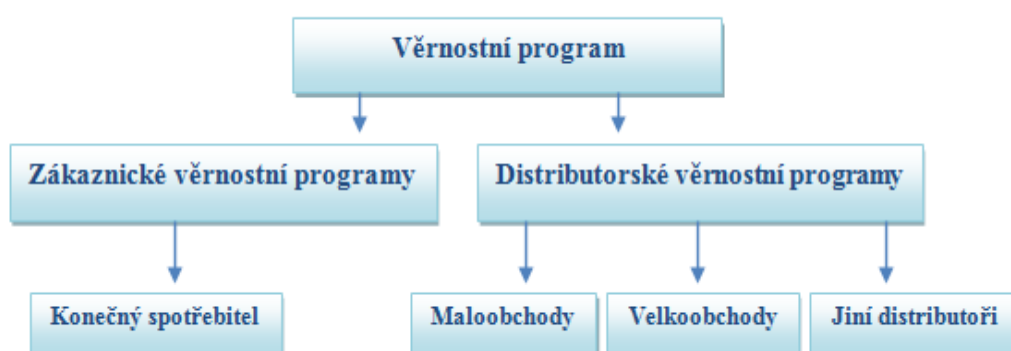 Věrnostní program
Zákaznické věrnostní programy
Distributorské věrnostní programy
Konečný spotřebitel
Maloobchody
Velkoobchody
Jiní distributoři